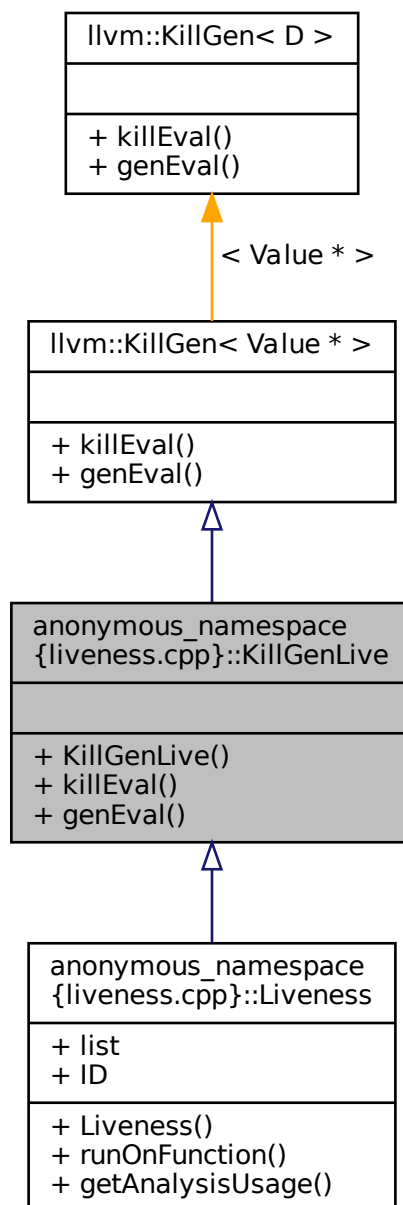 llvm::KillGen< D >
+ killEval()
+ genEval()
< Value * >
llvm::KillGen< Value * >
+ killEval()
+ genEval()
anonymous_namespace
{liveness.cpp}::KillGenLive
+ KillGenLive()
+ killEval()
+ genEval()
anonymous_namespace
{liveness.cpp}::Liveness
+ list
+ ID
+ Liveness()
+ runOnFunction()
+ getAnalysisUsage()